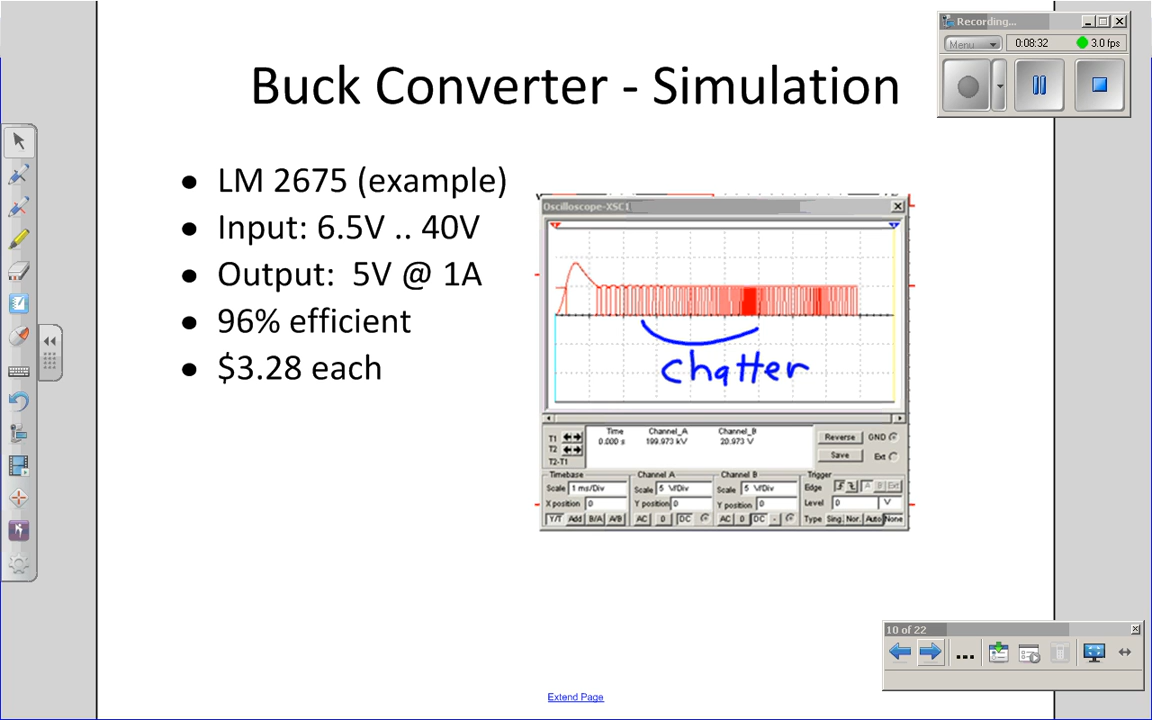 Recording...
Menu
0:08:32
3.0 fps
Buck Converter - Simulation
LM 2675 (example)
Input: 6.5V .. 40V
Output: 5V @ 1A
96% efficient
$3.28 each
Oscilloscope-XSC1
chatter
Time Channel_A Channel_B
T1 0.000 s 199.973 kV 20.973 V
T2
T2-T1
Reverse
Save
GND
Ext
Timebase
Scale 1 ms/Div
X position 0
Y/T Add B/A A/B
Channel A
Scale 5 V/Div
Y position 0
AC 0 DC
Channel B
Scale 5 V/Div
Y position 0
AC 0 DC -
Trigger
Edge A B Ext
Level 0 V
Type Sing. Nor. Auto None
10 of 22
Extend Page